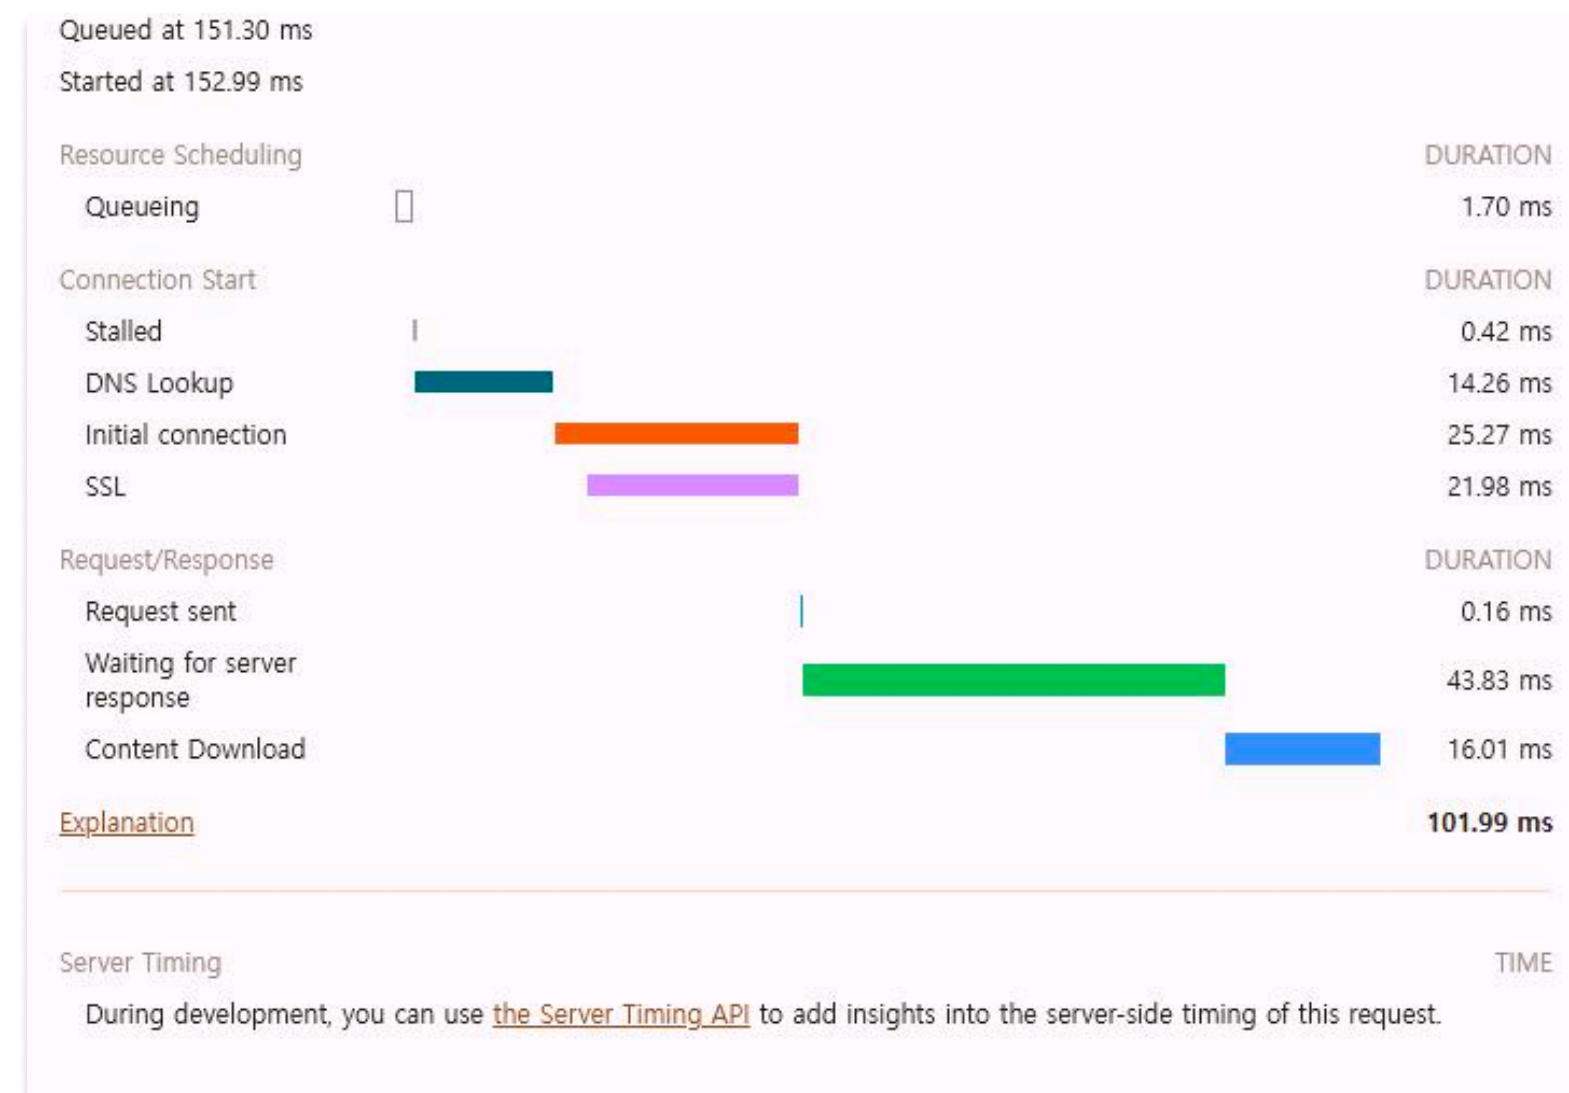 Queued at 151.30 ms
Started at 152.99 ms
Resource Scheduling DURATION
Queueing 1.70 ms
Connection Start DURATION
Stalled 0.42 ms
DNS Lookup 14.26 ms
Initial connection 25.27 ms
SSL 21.98 ms
Request/Response DURATION
Request sent 0.16 ms
Waiting for server
response 43.83 ms
Content Download 16.01 ms
Explanation 101.99 ms
Server Timing TIME
During development, you can use the Server Timing API to add insights into the server-side timing of this request.